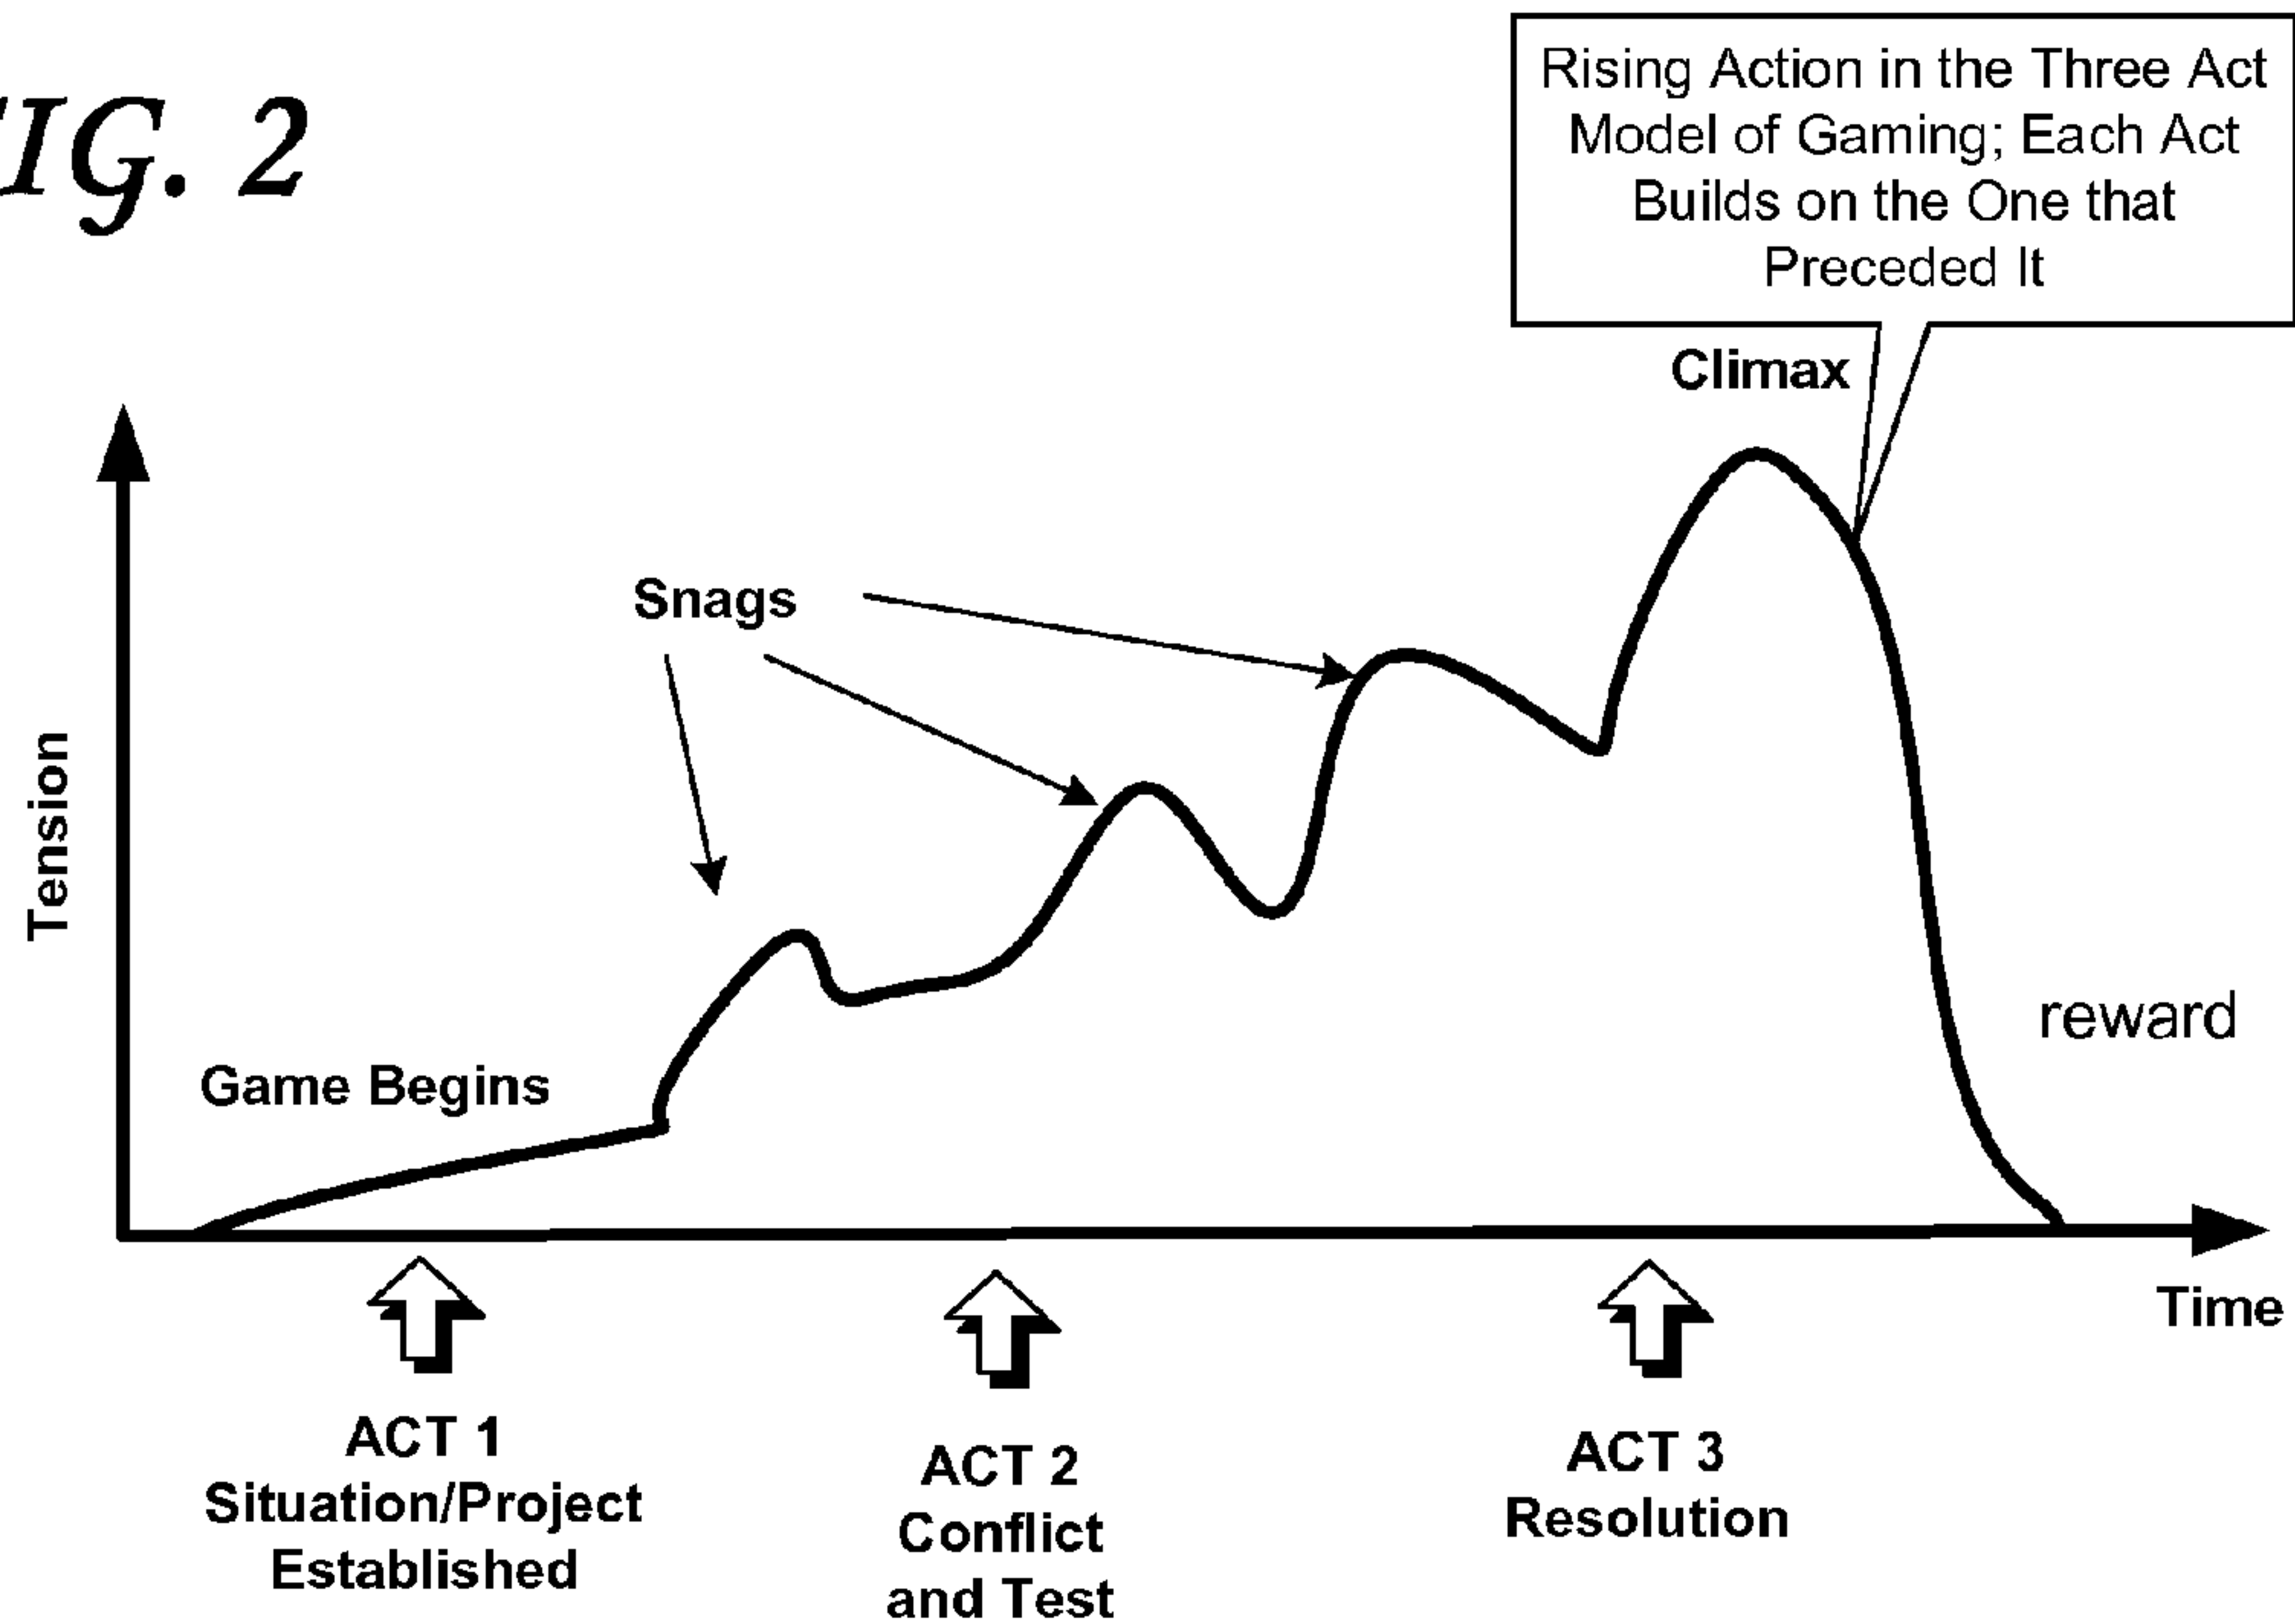 FIG. 2
Rising Action in the Three Act
Model of Gaming; Each Act
Builds on the One that
Preceded It
Climax
Snags
Tension
Game Begins
reward
Time
ACT 1
Situation/Project
Established
ACT 2
Conflict
and Test
ACT 3
Resolution